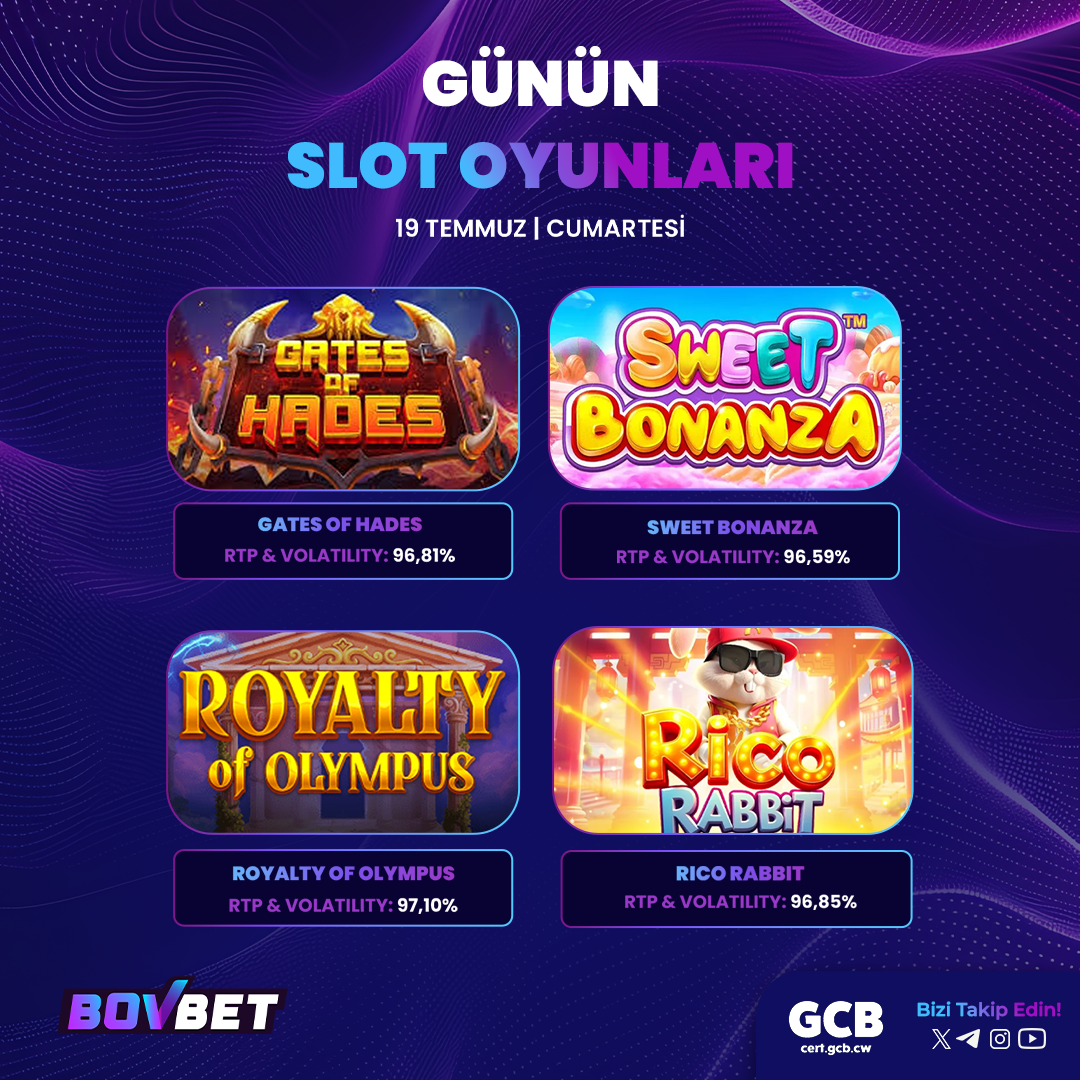 GÜNÜN
SLOT OYUNLARI
19 TEMMUZ | CUMARTESİ
GATES
OF
HADES
SWEET™
BONANZA
GATES OF HADES
RTP & VOLATILITY: 96,81%
SWEET BONANZA
RTP & VOLATILITY: 96,59%
ROYALTY
of OLYMPUS
RiCO
RABBiT
ROYALTY OF OLYMPUS
RTP & VOLATILITY: 97,10%
RICO RABBIT
RTP & VOLATILITY: 96,85%
BOVBET
GCB
cert.gcb.cw
Bizi Takip Edin!